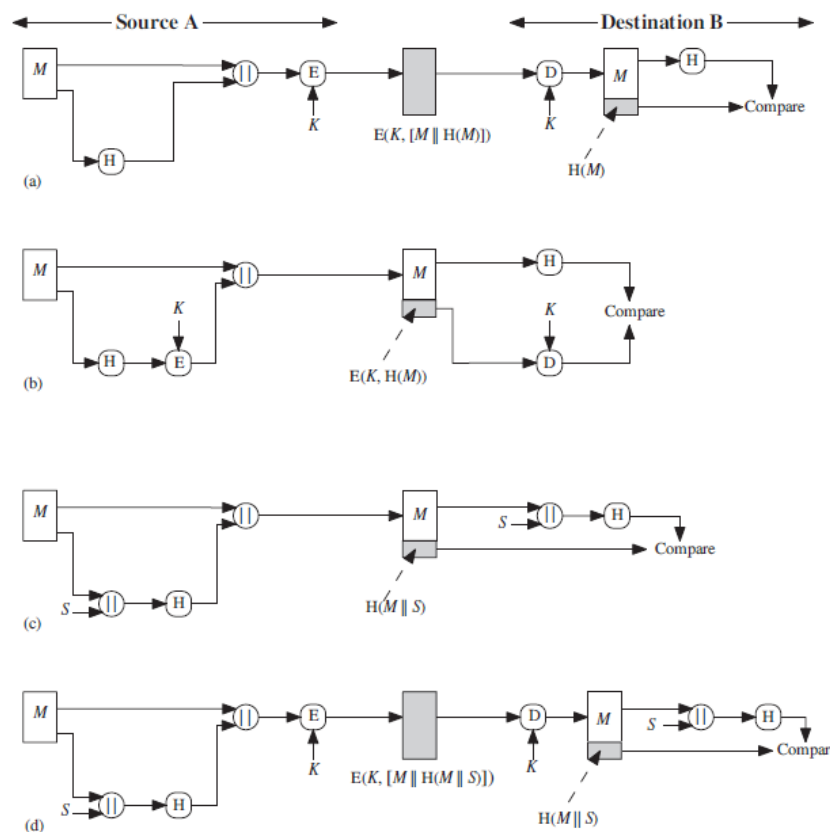 Source A Destination B
M || E D M H
K K Compare
E(K, [M || H(M)])
H H(M)
(a)
M || M H
K K Compare
H E D
E(K, H(M))
(b)
M || M S || H
Compare
S || H H(M || S)
(c)
M || E D M S || H
K K Compar
E(K, [M || H(M || S)])
S || H H(M || S)
(d)